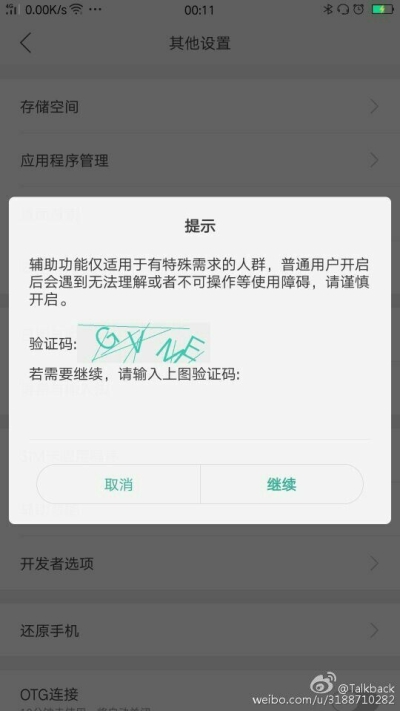 0.00K/s
00:11
其他设置
存储空间
应用程序管理
提示
辅助功能仅适用于有特殊需求的人群，普通用户开启
后会遇到无法理解或者不可操作等使用障碍，请谨慎
开启。
验证码:
若需要继续，请输入上图验证码:
取消
继续
开发者选项
还原手机
OTG连接
@Talkback
weibo.com/u/3188710282